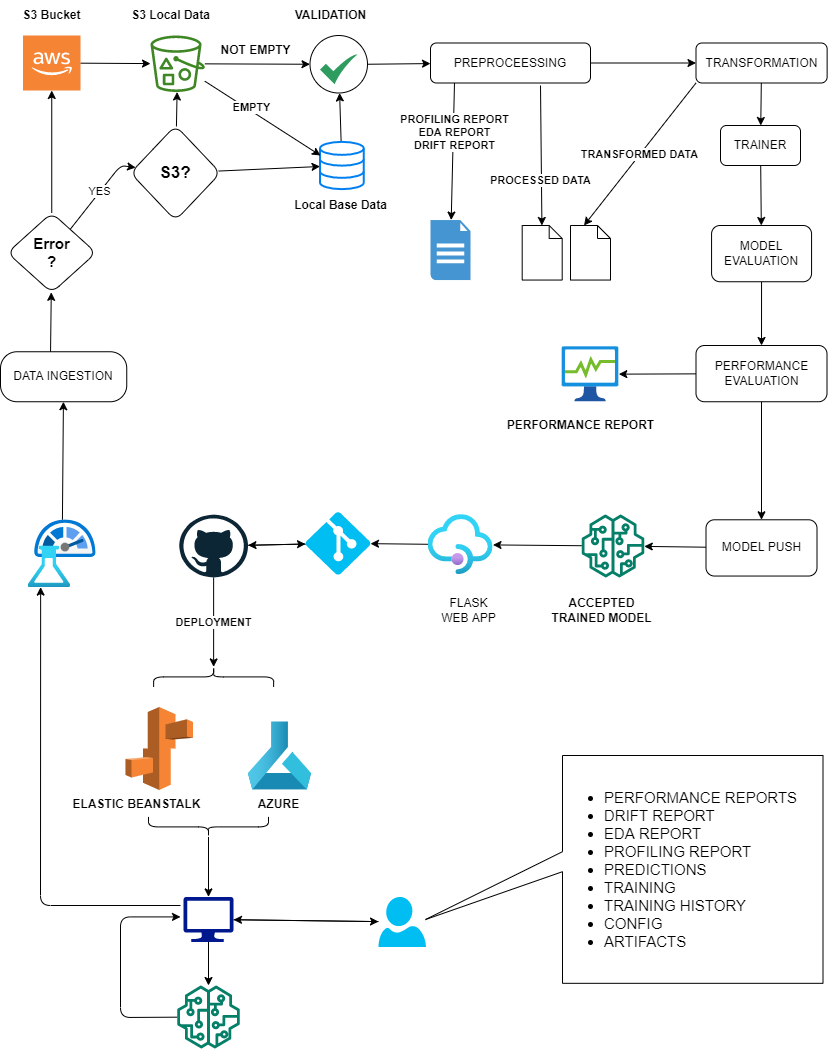 S3 Bucket
S3 Local Data
VALIDATION
aws
NOT EMPTY
PREPROCEESSING
TRANSFORMATION
EMPTY
PROFILING REPORT
EDA REPORT
DRIFT REPORT
TRAINER
TRANSFORMED DATA
S3?
YES
PROCESSED DATA
Local Base Data
Error
?
MODEL
EVALUATION
DATA INGESTION
PERFORMANCE
EVALUATION
PERFORMANCE REPORT
MODEL PUSH
FLASK
WEB APP
ACCEPTED
TRAINED MODEL
DEPLOYMENT
ELASTIC BEANSTALK
AZURE
PERFORMANCE REPORTS
DRIFT REPORT
EDA REPORT
PROFILING REPORT
PREDICTIONS
TRAINING
TRAINING HISTORY
CONFIG
ARTIFACTS